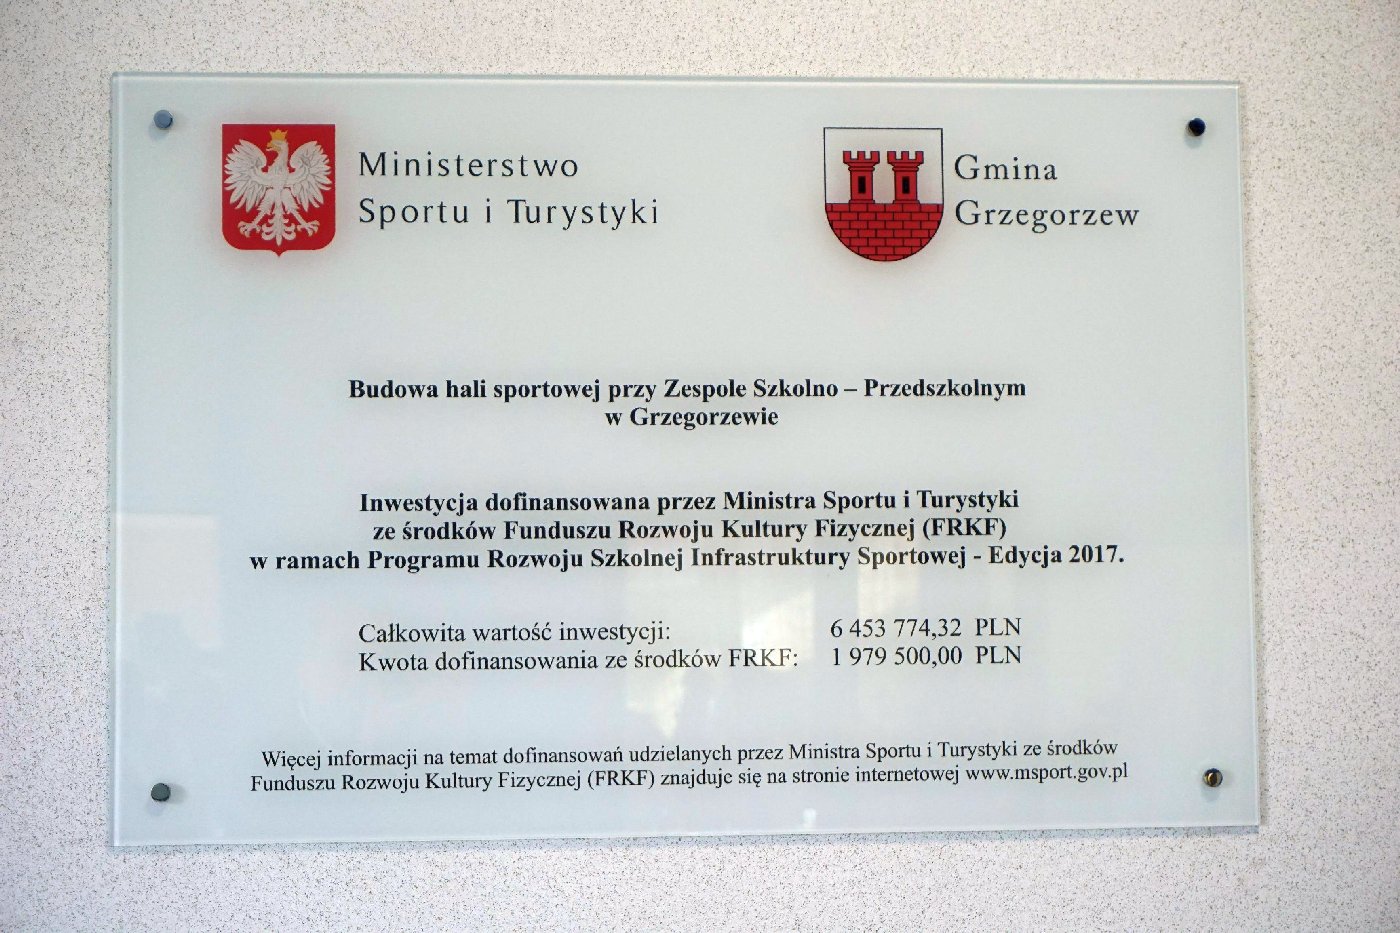 Ministerstwo
Sportu i Turystyki
Gmina
Grzegorzew
Budowa hali sportowej przy Zespole Szkolno – Przedszkolnym
w Grzegorzewie
Inwestycja dofinansowana przez Ministra Sportu i Turystyki
ze środków Funduszu Rozwoju Kultury Fizycznej (FRKF)
w ramach Programu Rozwoju Szkolnej Infrastruktury Sportowej - Edycja 2017.
Całkowita wartość inwestycji: 6 453 774,32 PLN
Kwota dofinansowania ze środków FRKF: 1 979 500,00 PLN
Więcej informacji na temat dofinansowań udzielanych przez Ministra Sportu i Turystyki ze środków
Funduszu Rozwoju Kultury Fizycznej (FRKF) znajduje się na stronie internetowej www.msport.gov.pl